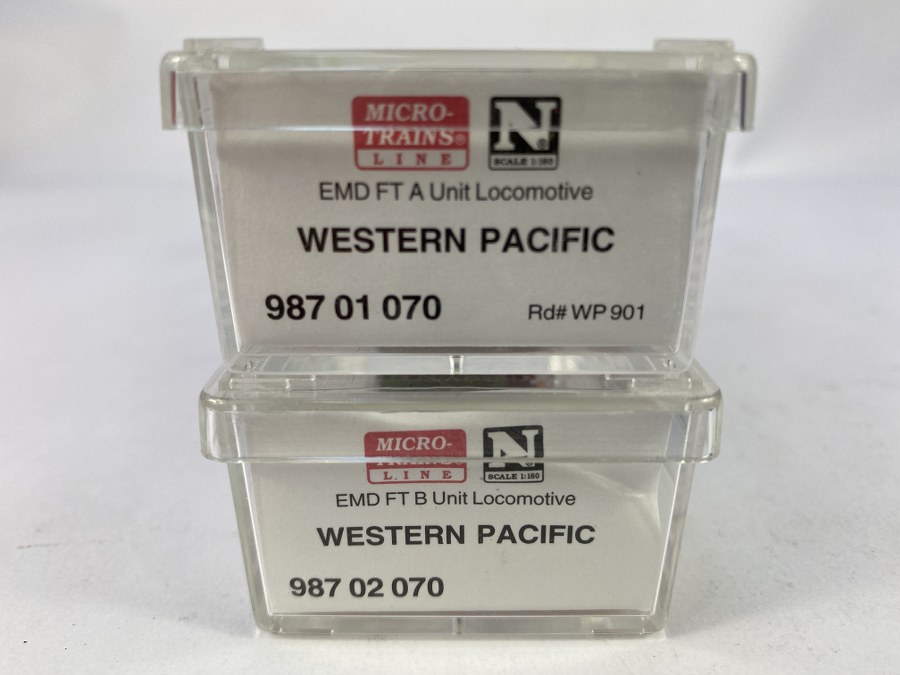 MICRO-
TRAINS®
LINE
N®
SCALE 1:160
EMD FT A Unit Locomotive
WESTERN PACIFIC
987 01 070
Rd# WP 901
MICRO-
TRAINS®
LINE
N
SCALE 1:160
EMD FT B Unit Locomotive
WESTERN PACIFIC
987 02 070